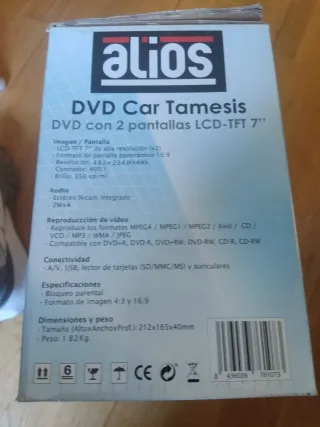 alios
DVD Car Tamesis
DVD con 2 pantallas LCD-TFT 7''
Imagen / Pantalla
- LCD-TFT 7'' de alta resolución (x2)
- Formato de pantalla panorámico 16:9
- Resolución: 480 x 234 píxeles
- Contraste: 400:1
- Brillo: 350 cd/m²
Audio
- Estéreo Nicam Integrado
- 2W×4
Reproducción de vídeo
- Reproduce los formatos MPEG4 / MPEG1 / MPEG2 / Xvid / CD /
VCD / MP3 / WMA / JPEG
- Compatible con DVD+R, DVD-R, DVD+RW, DVD-RW, CD-R, CD-RW
Conectividad
- A/V, USB, lector de tarjetas (SD/MMC/MS) y auriculares
Especificaciones
- Bloqueo parental
- Formato de imagen 4:3 y 16:9
Dimensiones y peso
- Tamaño (AltoxAnchoxProf.): 212x165x40mm
- Peso: 1.82Kg.
6
CE